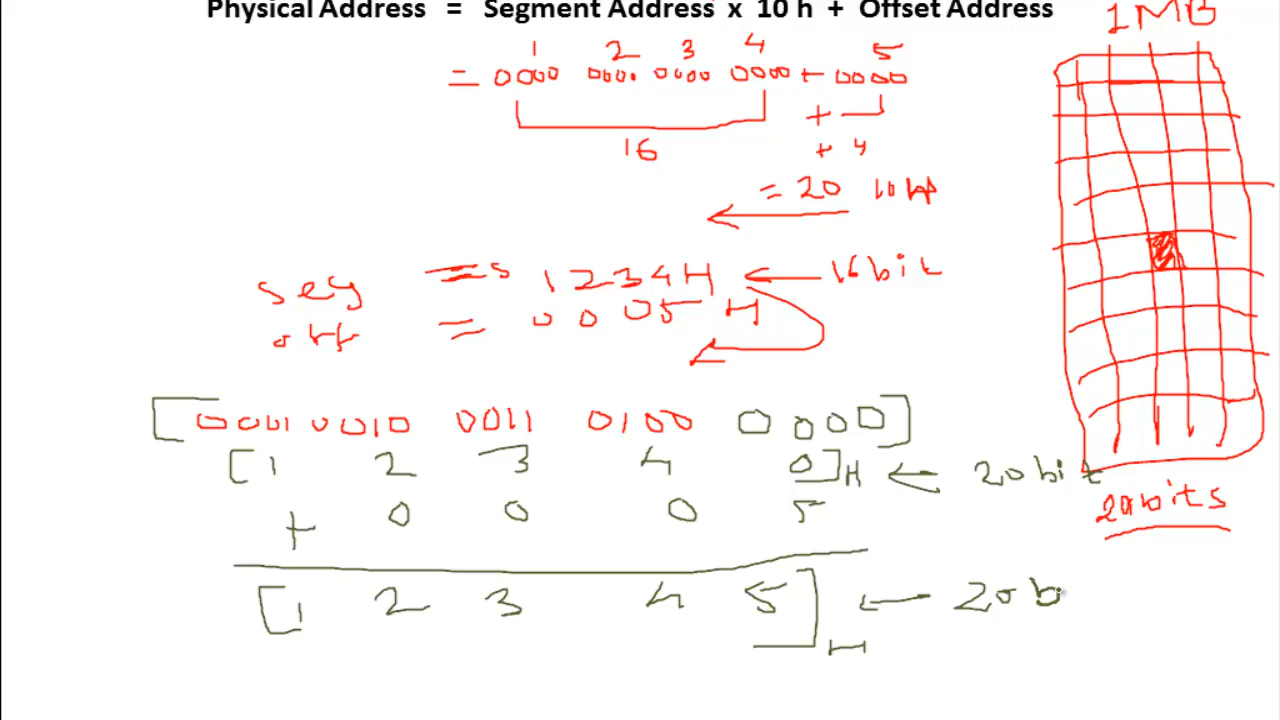 Physical Address = Segment Address x 10 h + Offset Address
1MB
1 2 3 4 5
= 0000 0000 0000 0000 + 0000
+
16 + 4
= 20
seg = 1234H ← 16bit
off = 0005 H
[0001 0010 0011 0100 0000]
[1 2 3 4 0]H ← 20bit
20bits
+ 0 0 0 5
[1 2 3 4 5]H ← 20b